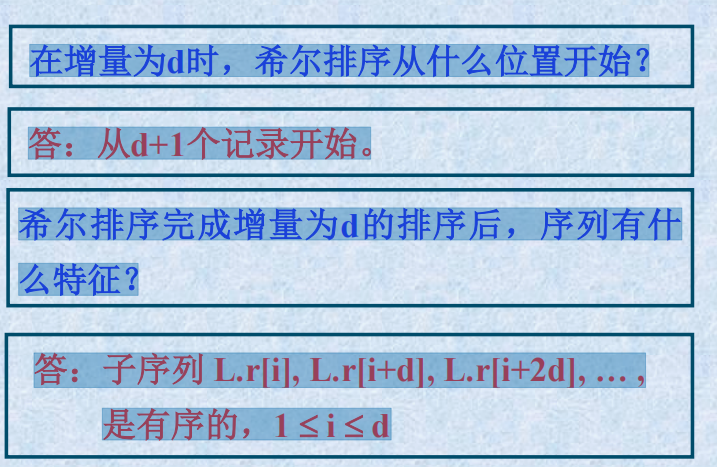 在增量为d时，希尔排序从什么位置开始？
答：从d+1个记录开始。
希尔排序完成增量为d的排序后，序列有什
么特征？
答：子序列 L.r[i], L.r[i+d], L.r[i+2d], … ,
是有序的，1 ≤ i ≤ d